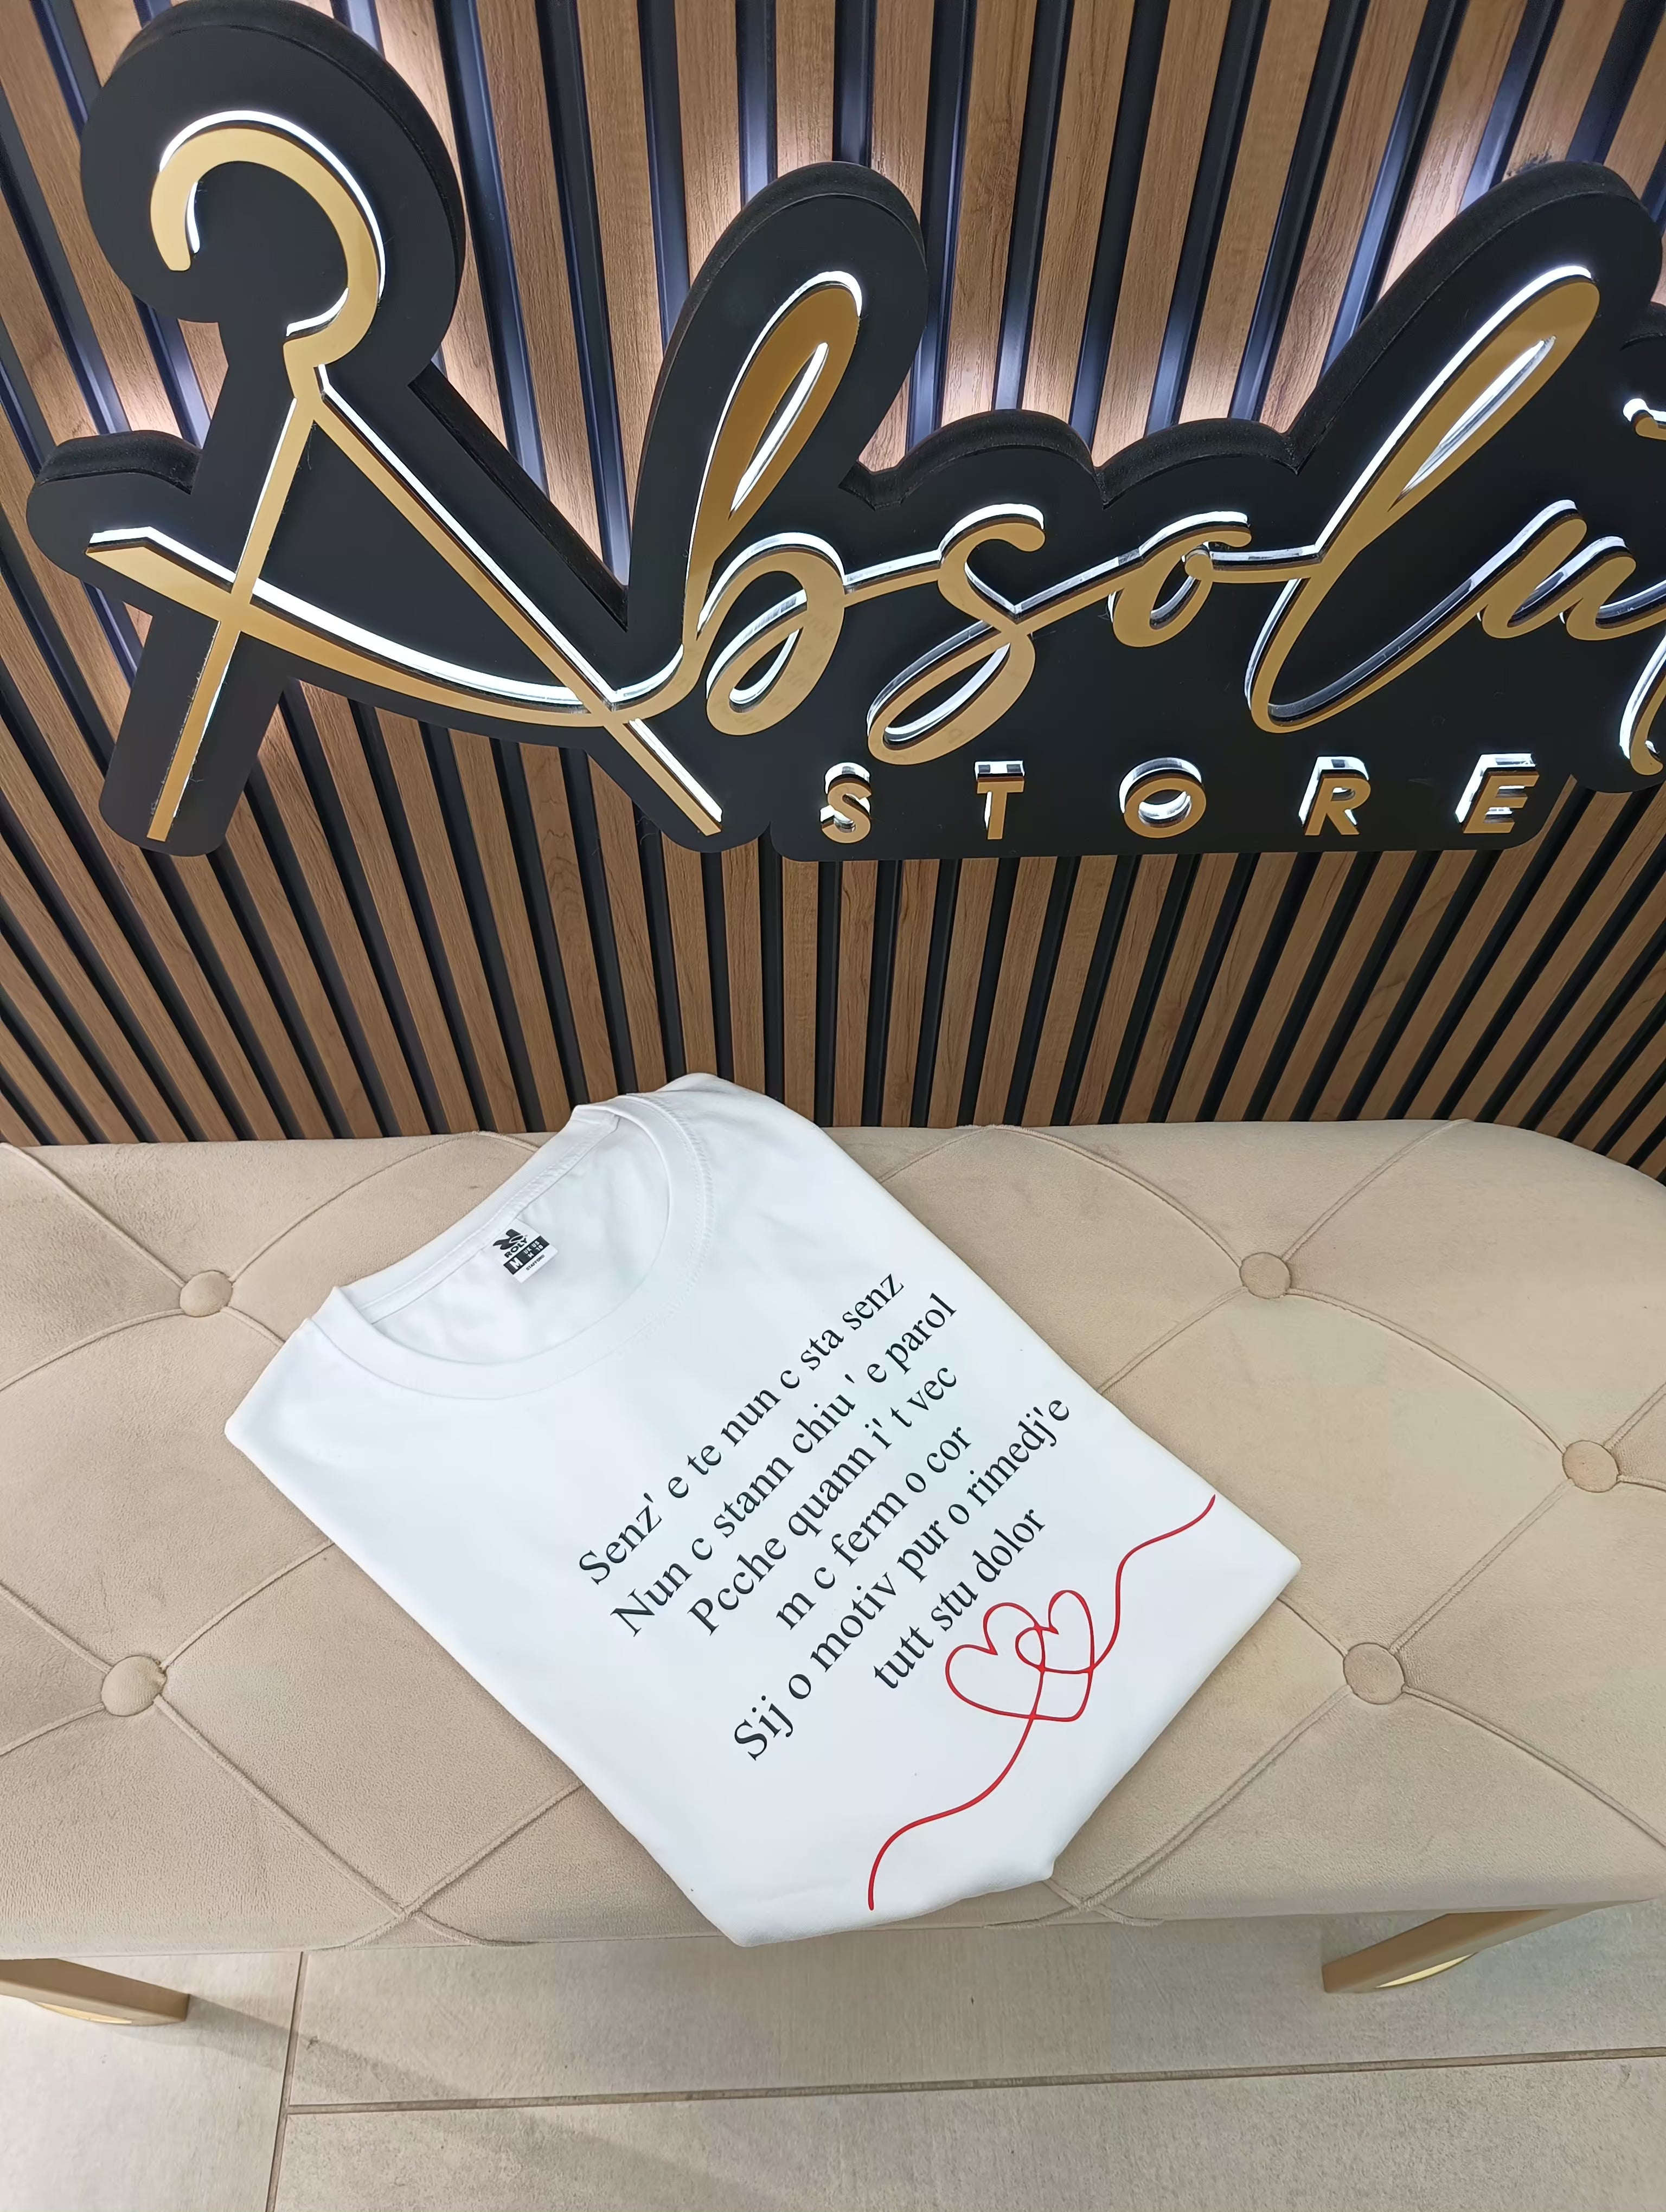 Absolut
STORE
ROLY
M
Senz' e te nun c sta senz
Nun c stann chiu' e parol
Pcche quann i' t vec
m c ferm o cor
Sij o motiv pur o rimedj'e
tutt stu dolor